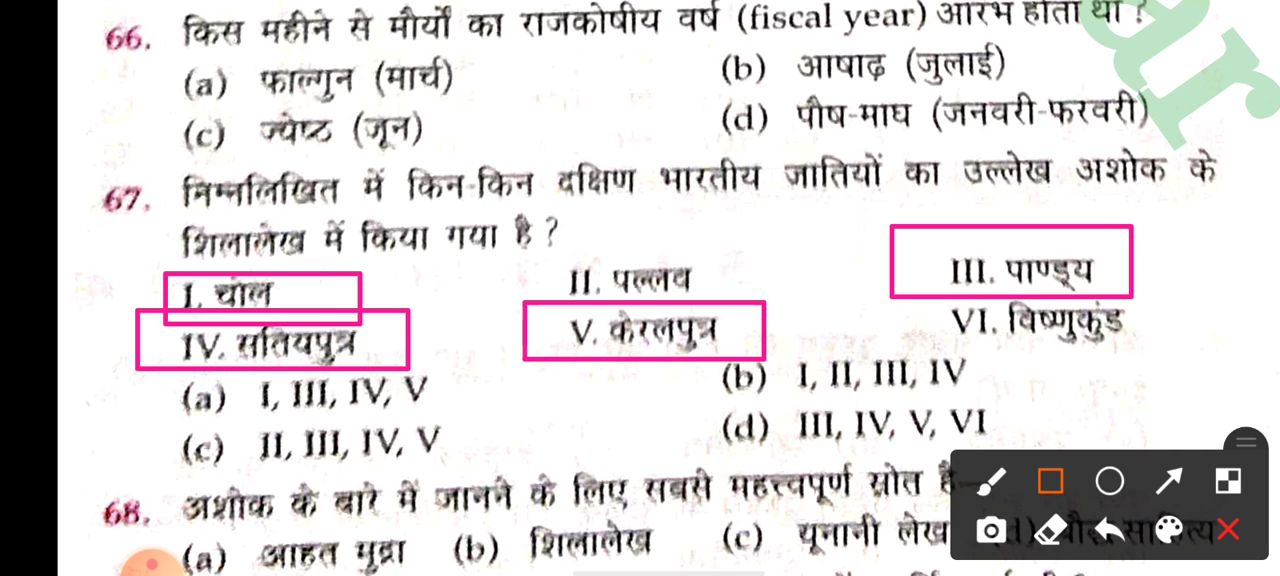 66. किस महीने से मौर्यों का राजकोषीय वर्ष (fiscal year) आरंभ होता था ?
(a) फाल्गुन (मार्च) (b) आषाढ़ (जुलाई)
(c) ज्येष्ठ (जून) (d) पौष-माघ (जनवरी-फरवरी)
67. निम्नलिखित में किन-किन दक्षिण भारतीय जातियों का उल्लेख अशोक के
शिलालेख में किया गया है ?
I. चोल II. पल्लव III. पाण्ड्य
IV. सतियपुत्र V. केरलपुत्र VI. विष्णुकुंड
(a) I, III, IV, V (b) I, II, III, IV
(c) II, III, IV, V (d) III, IV, V, VI
68. अशोक के बारे में जानने के लिए सबसे महत्त्वपूर्ण स्रोत है
(a) आहत मुद्रा (b) शिलालेख (c) यूनानी लेख (d) बौद्ध साहित्य
ar